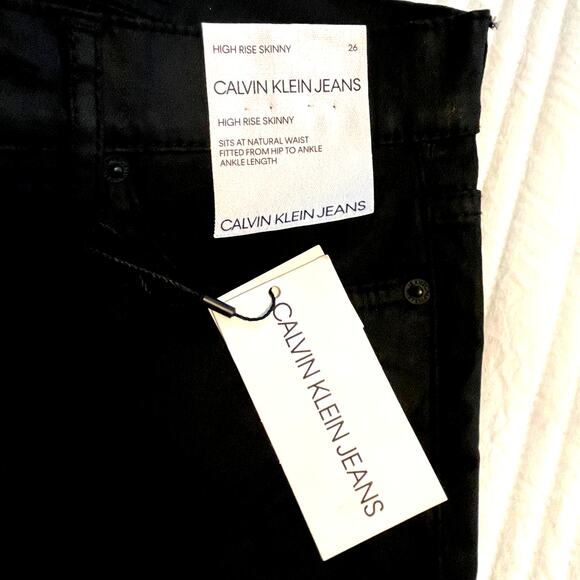 HIGH RISE SKINNY 26
CALVIN KLEIN JEANS
HIGH RISE SKINNY
SITS AT NATURAL WAIST
FITTED FROM HIP TO ANKLE
ANKLE LENGTH
CALVIN KLEIN JEANS
CALVIN KLEIN JEANS